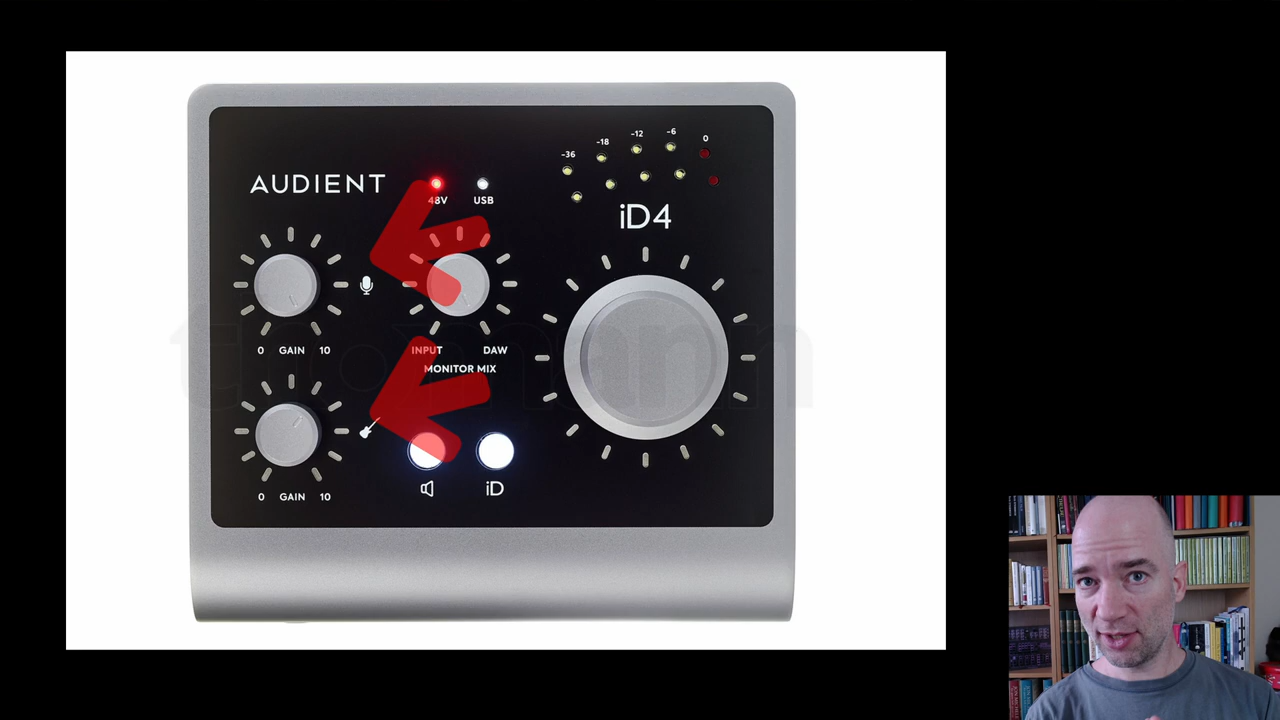 AUDIENT
48V USB
-36 -18 -12 -6 0
iD4
0 GAIN 10
INPUT DAW
MONITOR MIX
0 GAIN 10
iD
thomann